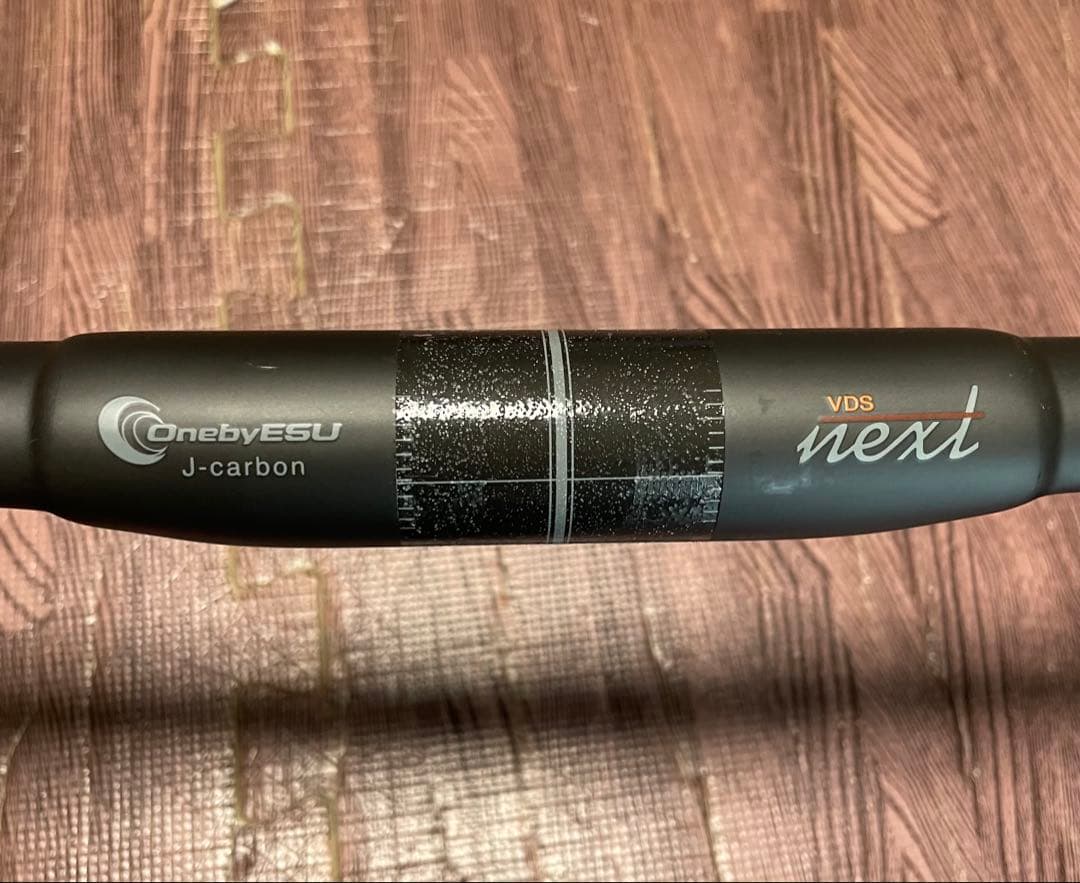 OnebyESU
J-carbon
VDS
next